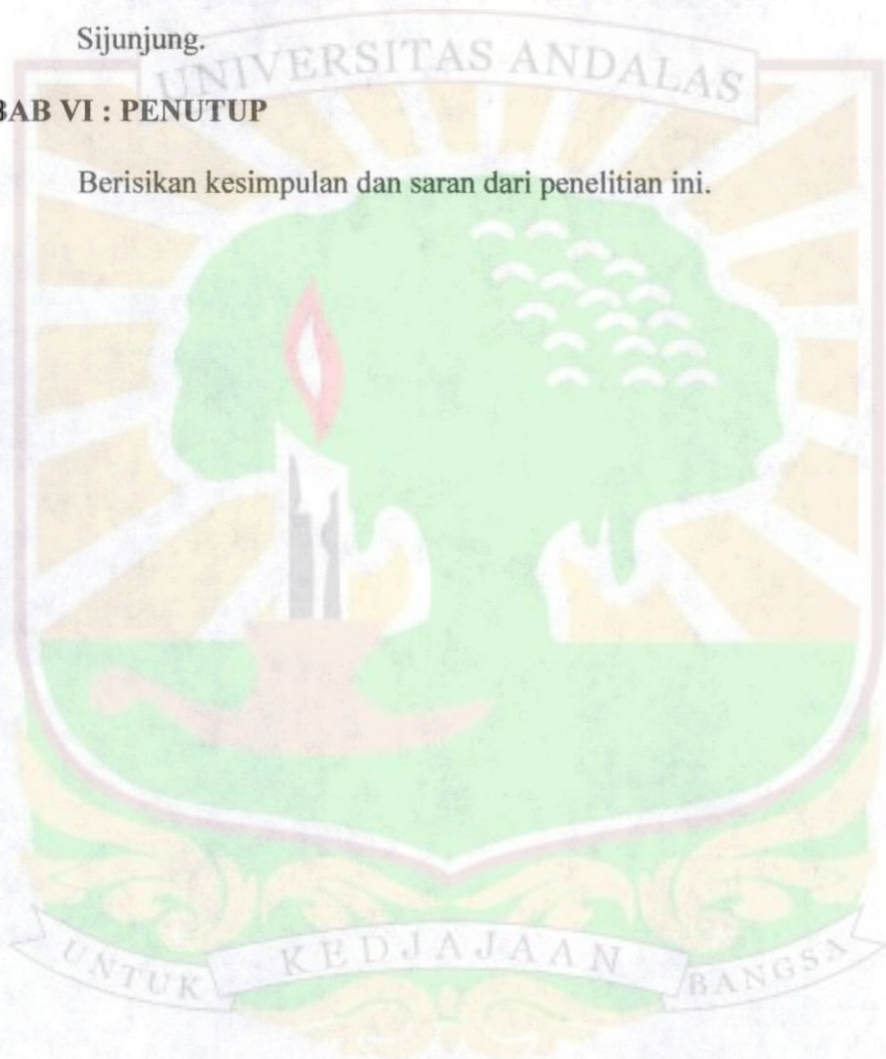 Sijunjung.
UNIVERSITAS ANDALAS
BAB VI : PENUTUP
Berisikan kesimpulan dan saran dari penelitian ini.
UNTUK KEDJAJAAN BANGSA